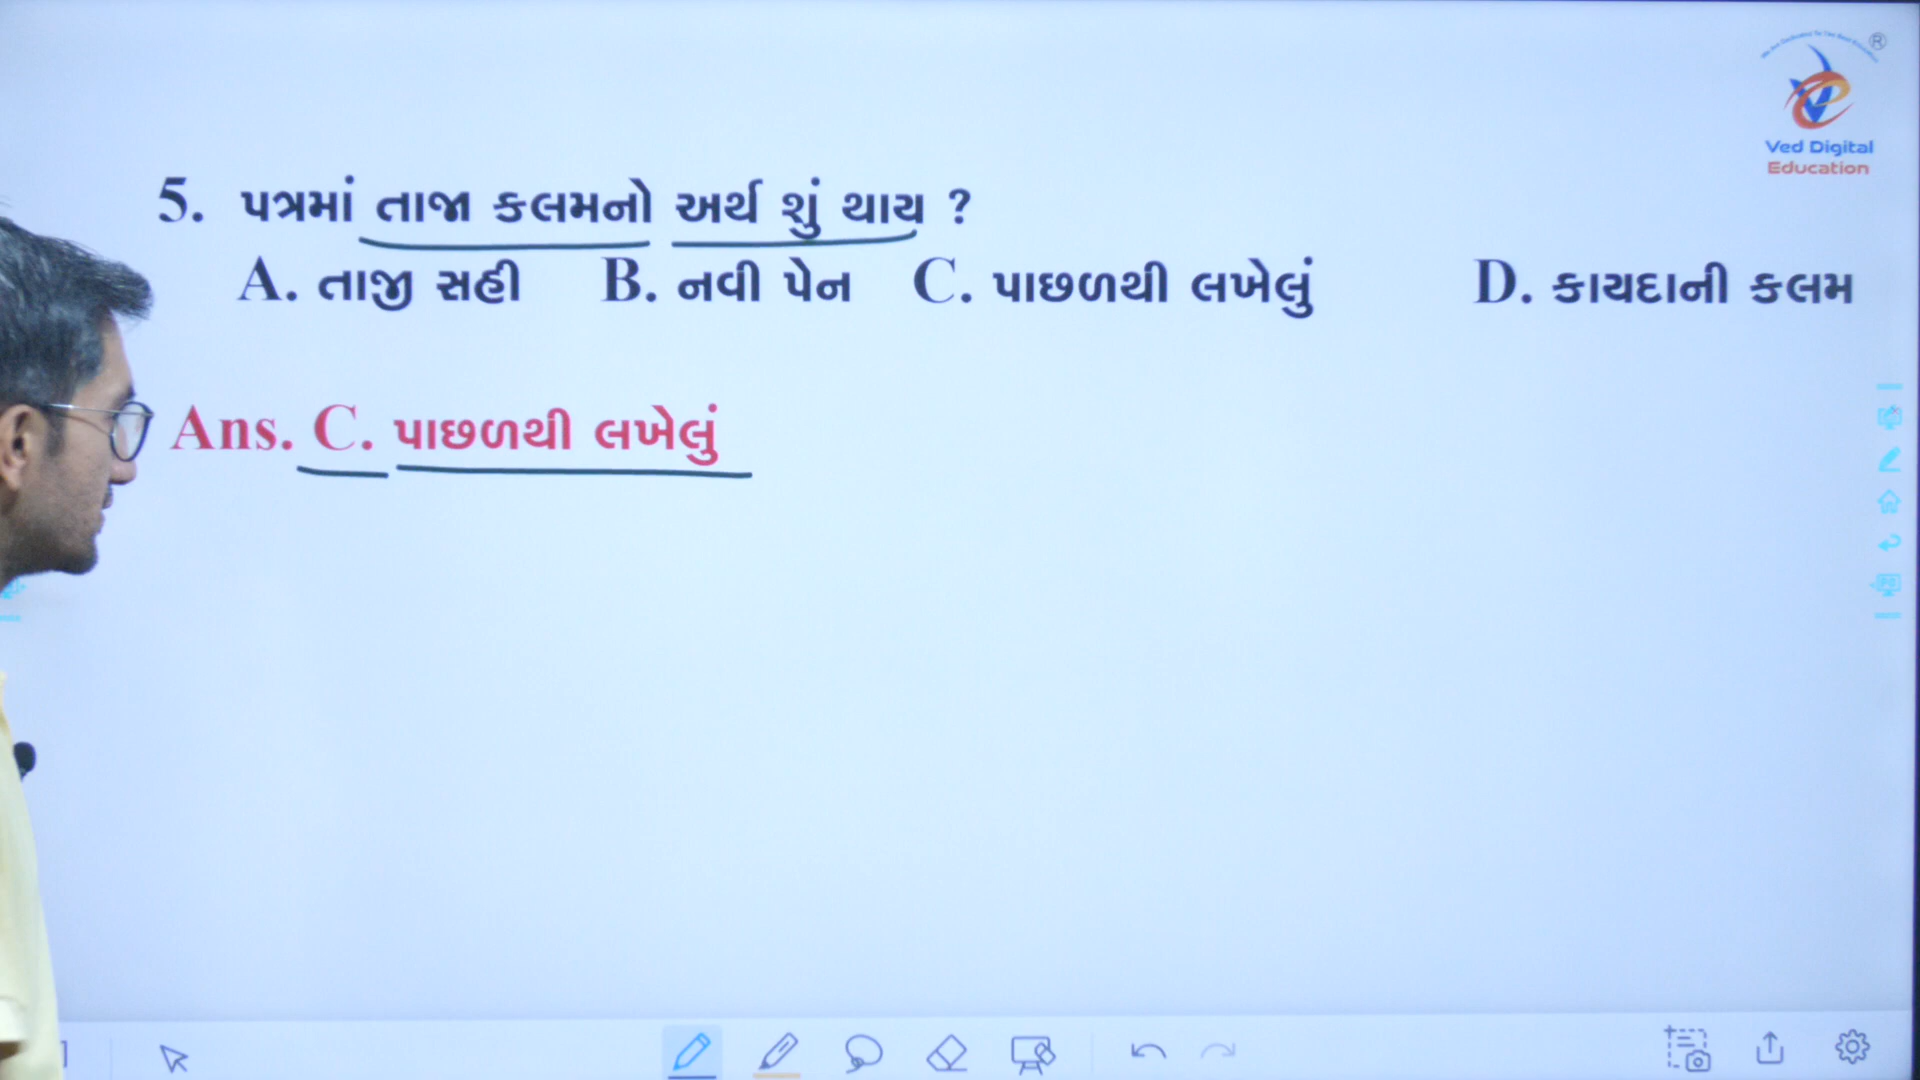 Ved Digital
Education
5. પત્રમાં તાજા કલમનો અર્થ શું થાય ?
A. તાજી સહી B. નવી પેન C. પાછળથી લખેલું D. કાયદાની કલમ
Ans. C. પાછળથી લખેલું